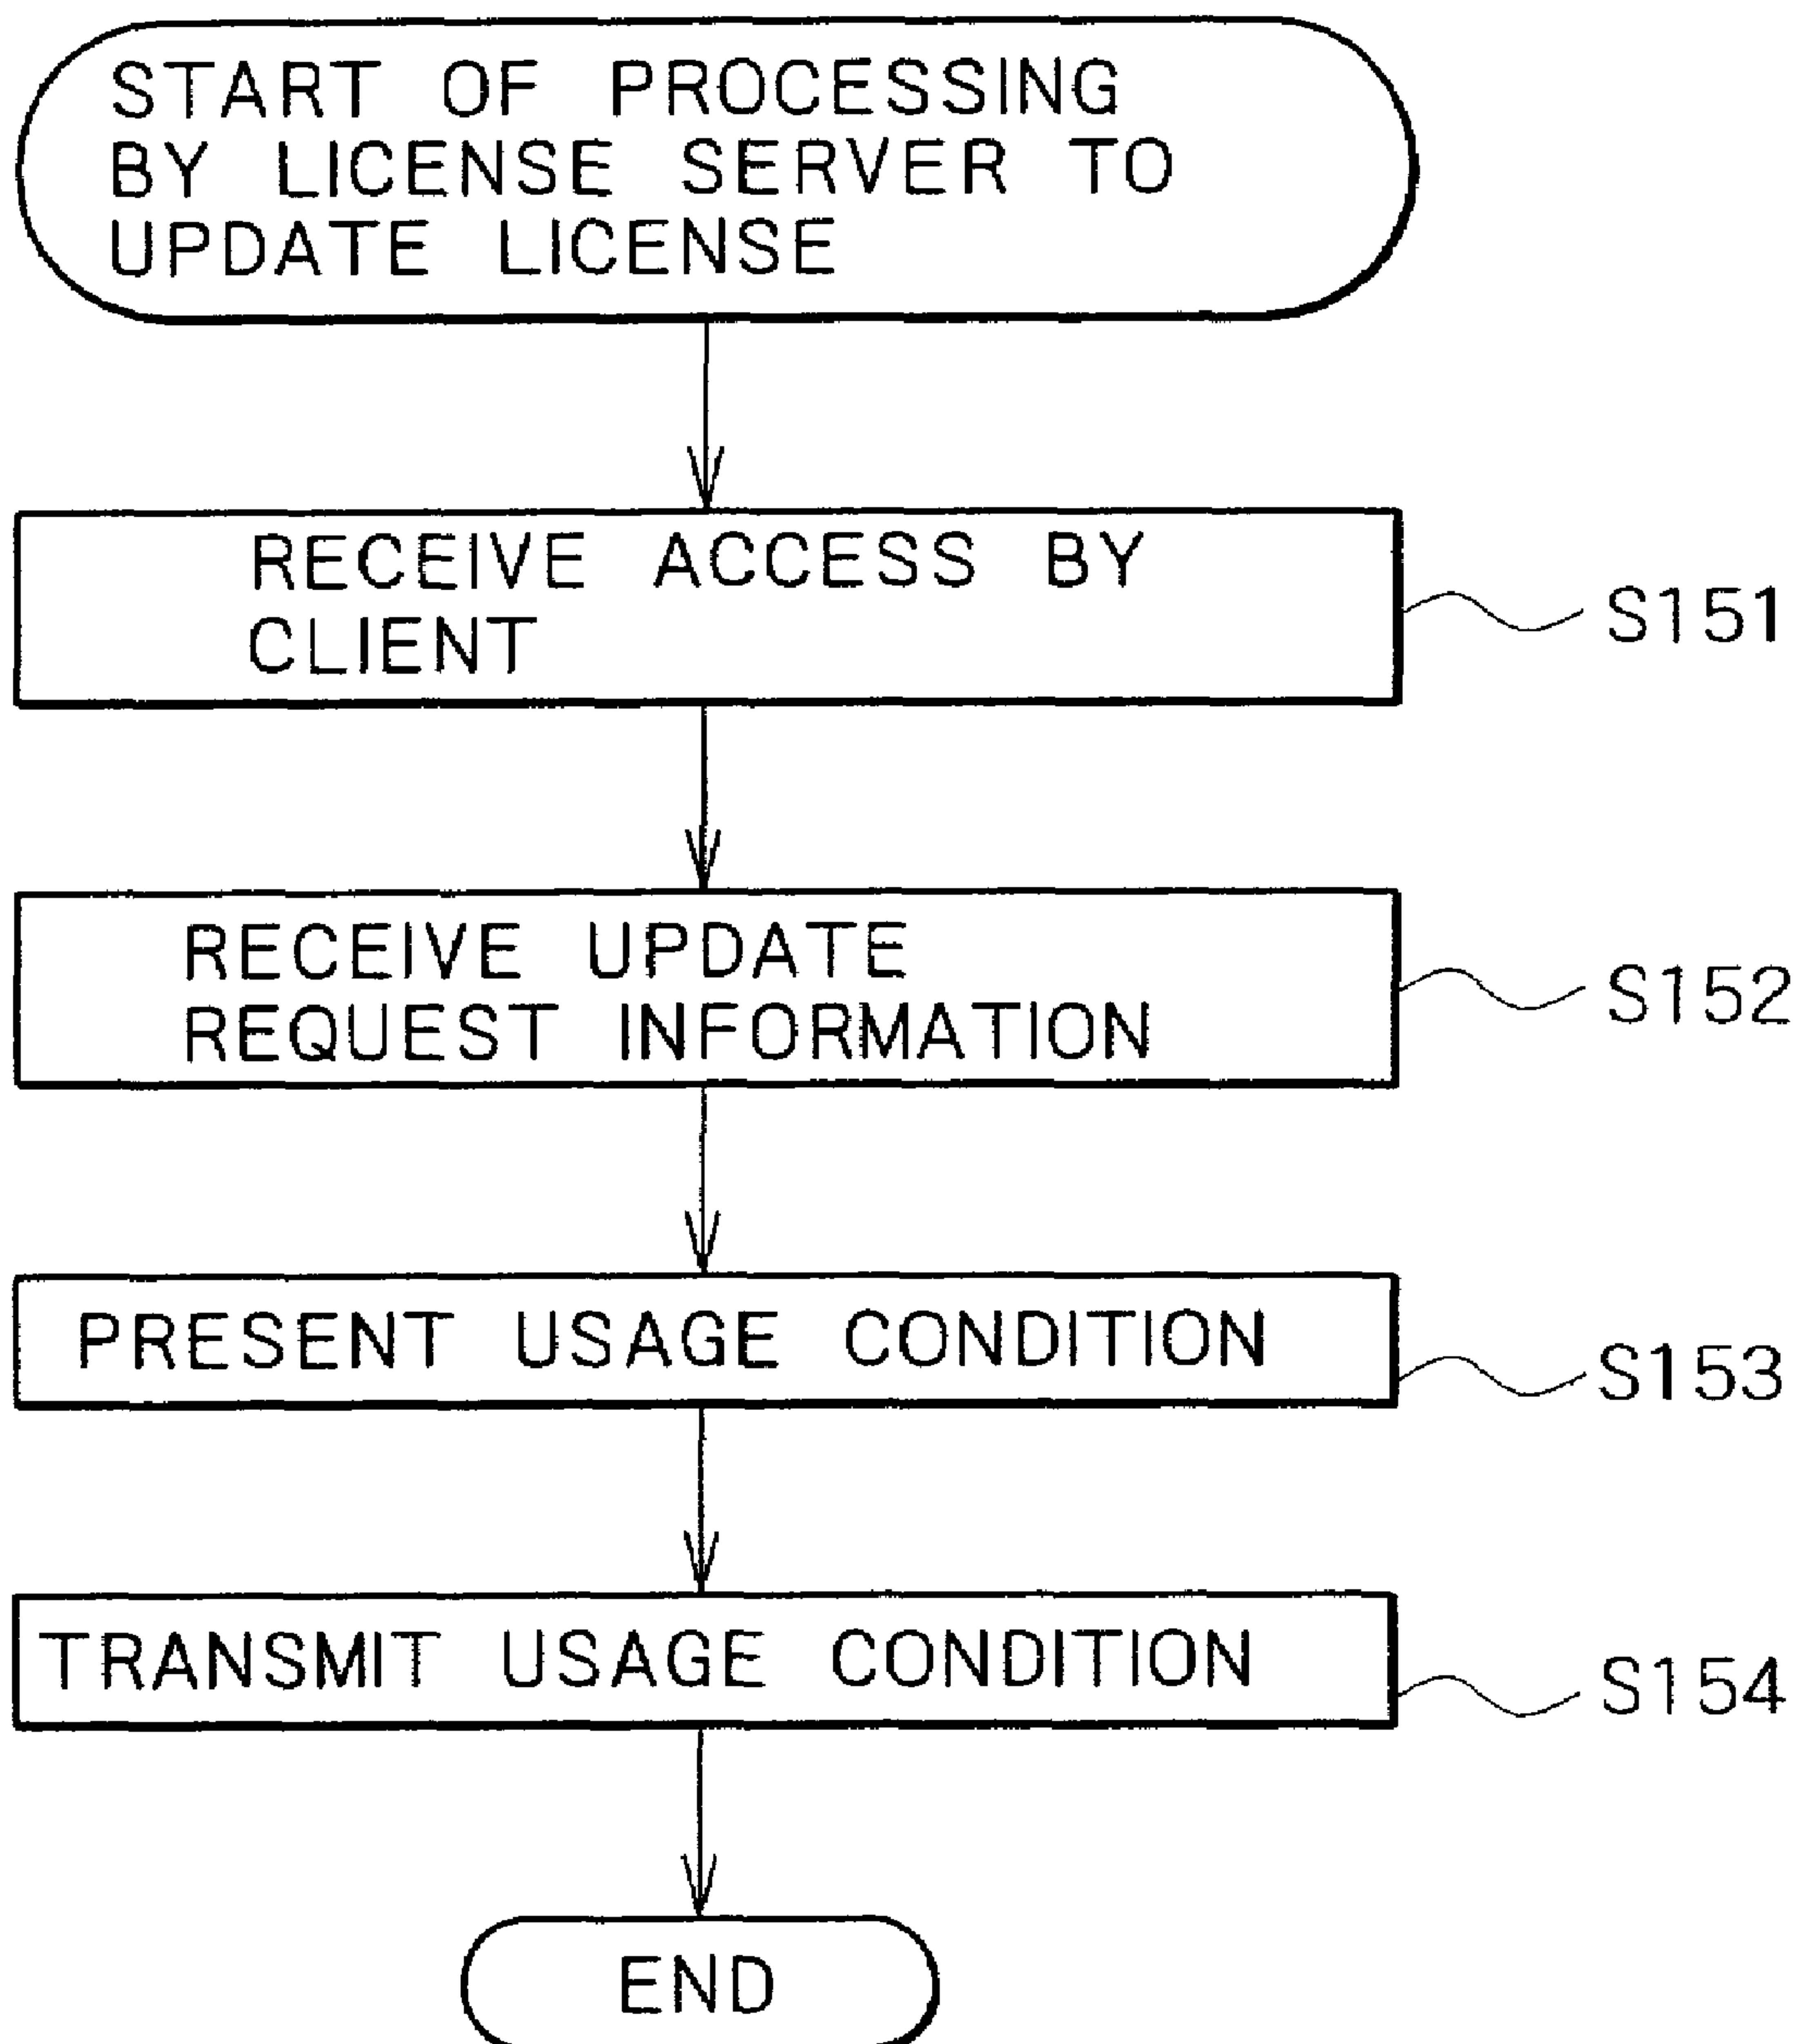 START OF PROCESSING
BY LICENSE SERVER TO
UPDATE LICENSE
RECEIVE ACCESS BY
CLIENT
S151
RECEIVE UPDATE
REQUEST INFORMATION
S152
PRESENT USAGE CONDITION
S153
TRANSMIT USAGE CONDITION
S154
END